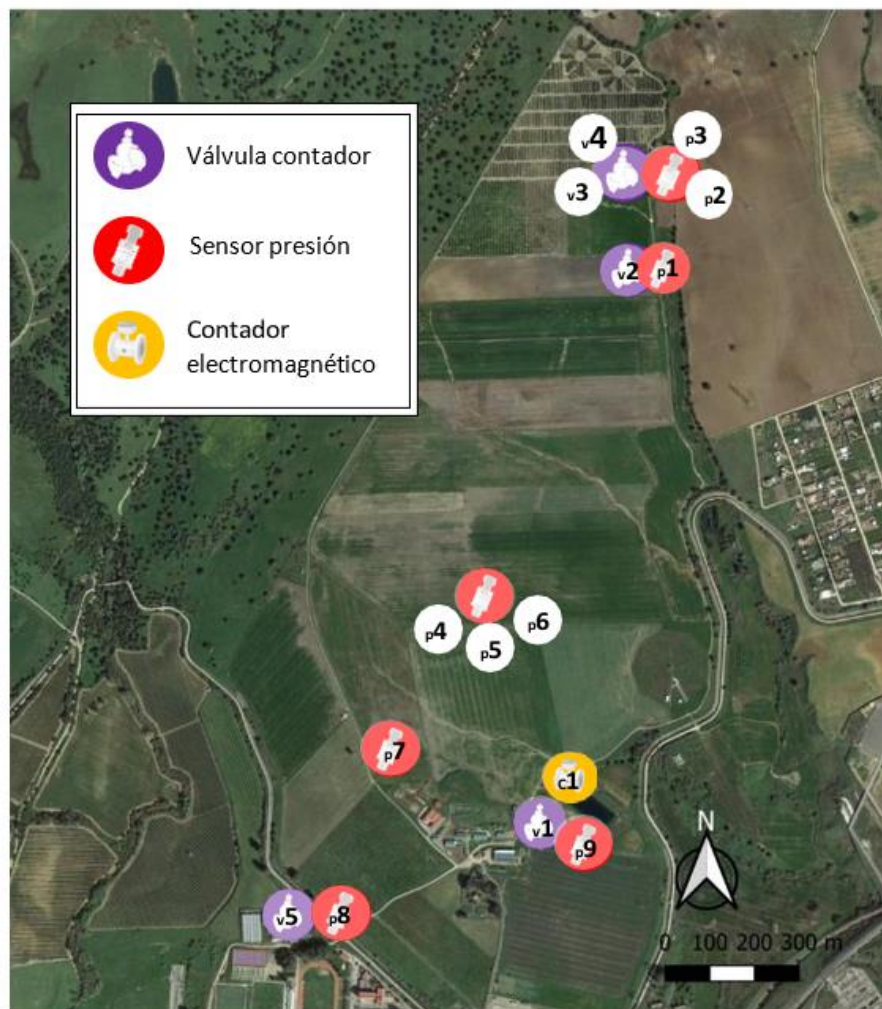 Válvula contador
Sensor presión
Contador
electromagnético
v4
p3
v3
p2
v2
p1
p4
p6
p5
p7
c1
v1
p9
v5
p8
N
0 100 200 300 m